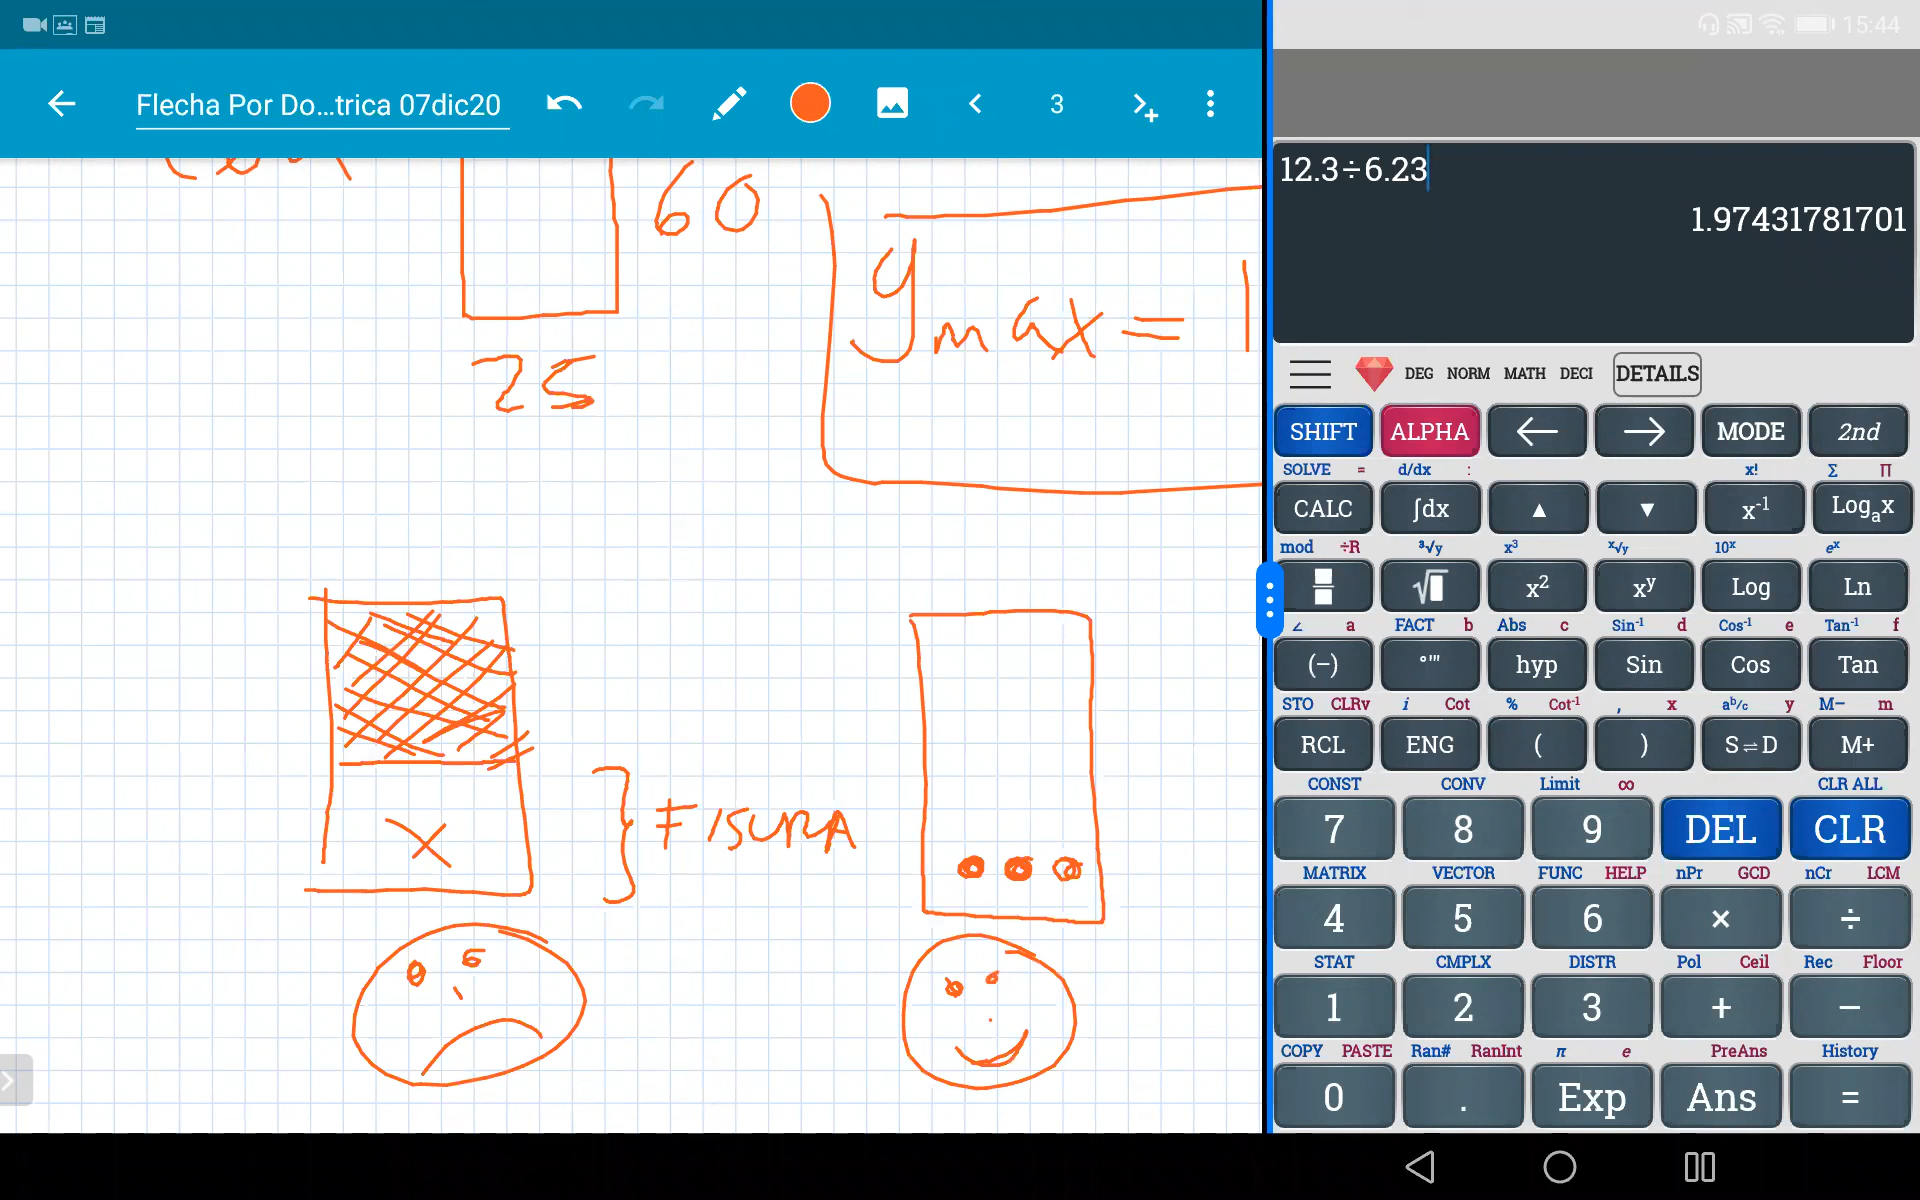 15:44
Flecha Por Do...trica 07dic20
3
60
25
ymax = 1
FISURA
X
12.3÷6.23
1.97431781701
DEG NORM MATH DECI DETAILS
SHIFT ALPHA ← → MODE 2nd
SOLVE = d/dx : x! Σ Π
CALC ∫dx ▲ ▼ x⁻¹ Logₐx
mod ÷R ³√y x³ ˣ√y 10ˣ eˣ
√ x² xʸ Log Ln
∠ a FACT b Abs c Sin⁻¹ d Cos⁻¹ e Tan⁻¹ f
(−) °'" hyp Sin Cos Tan
STO CLRv i Cot % Cot⁻¹ , x aᵇ/c y M− m
RCL ENG ( ) S⇌D M+
CONST CONV Limit ∞ CLR ALL
7 8 9 DEL CLR
MATRIX VECTOR FUNC HELP nPr GCD nCr LCM
4 5 6 × ÷
STAT CMPLX DISTR Pol Ceil Rec Floor
1 2 3 + −
COPY PASTE Ran# RanInt π e PreAns History
0 . Exp Ans =